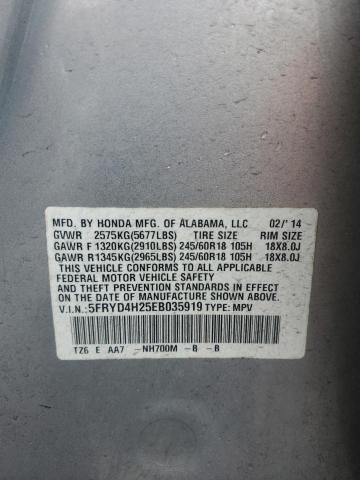 MFD. BY HONDA MFG. OF ALABAMA, LLC 02/'14
GVWR 2575KG(5677LBS) TIRE SIZE RIM SIZE
GAWR F 1320KG(2910LBS) 245/60R18 105H 18X8.0J
GAWR R 1345KG(2965LBS) 245/60R18 105H 18X8.0J
THIS VEHICLE CONFORMS TO ALL APPLICABLE
FEDERAL MOTOR VEHICLE SAFETY
AND THEFT PREVENTION STANDARDS IN EFFECT
ON THE DATE OF MANUFACTURE SHOWN ABOVE.
V.I.N.: 5FRYD4H25EB035919 TYPE: MPV
TZ6 E AA7 -NH700M -B -B